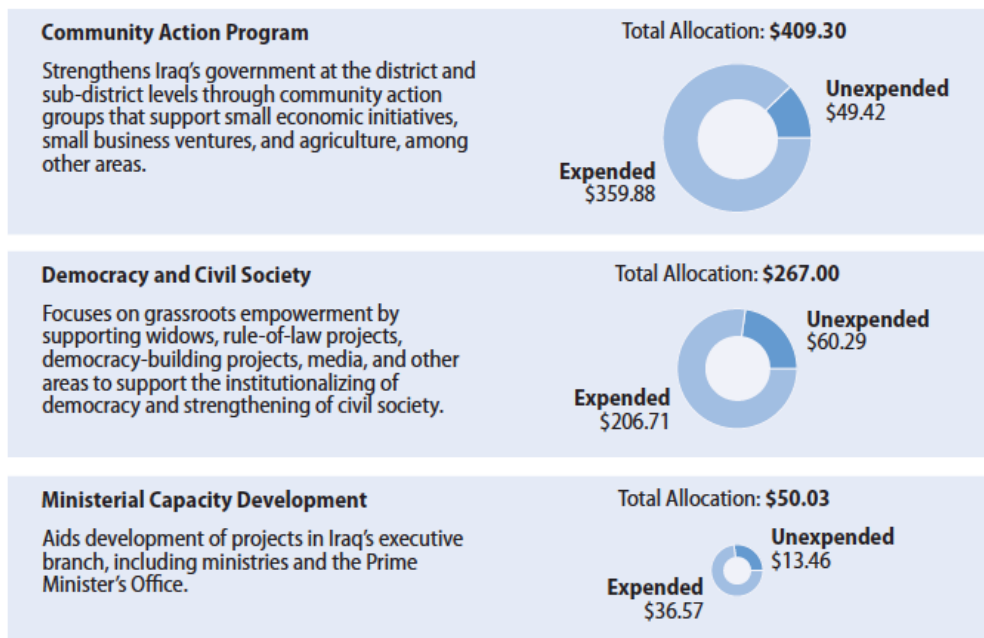 Community Action Program
Strengthens Iraq's government at the district and
sub-district levels through community action
groups that support small economic initiatives,
small business ventures, and agriculture, among
other areas.
Total Allocation: $409.30
Unexpended
$49.42
Expended
$359.88
Democracy and Civil Society
Focuses on grassroots empowerment by
supporting widows, rule-of-law projects,
democracy-building projects, media, and other
areas to support the institutionalizing of
democracy and strengthening of civil society.
Total Allocation: $267.00
Unexpended
$60.29
Expended
$206.71
Ministerial Capacity Development
Aids development of projects in Iraq's executive
branch, including ministries and the Prime
Minister's Office.
Total Allocation: $50.03
Unexpended
$13.46
Expended
$36.57